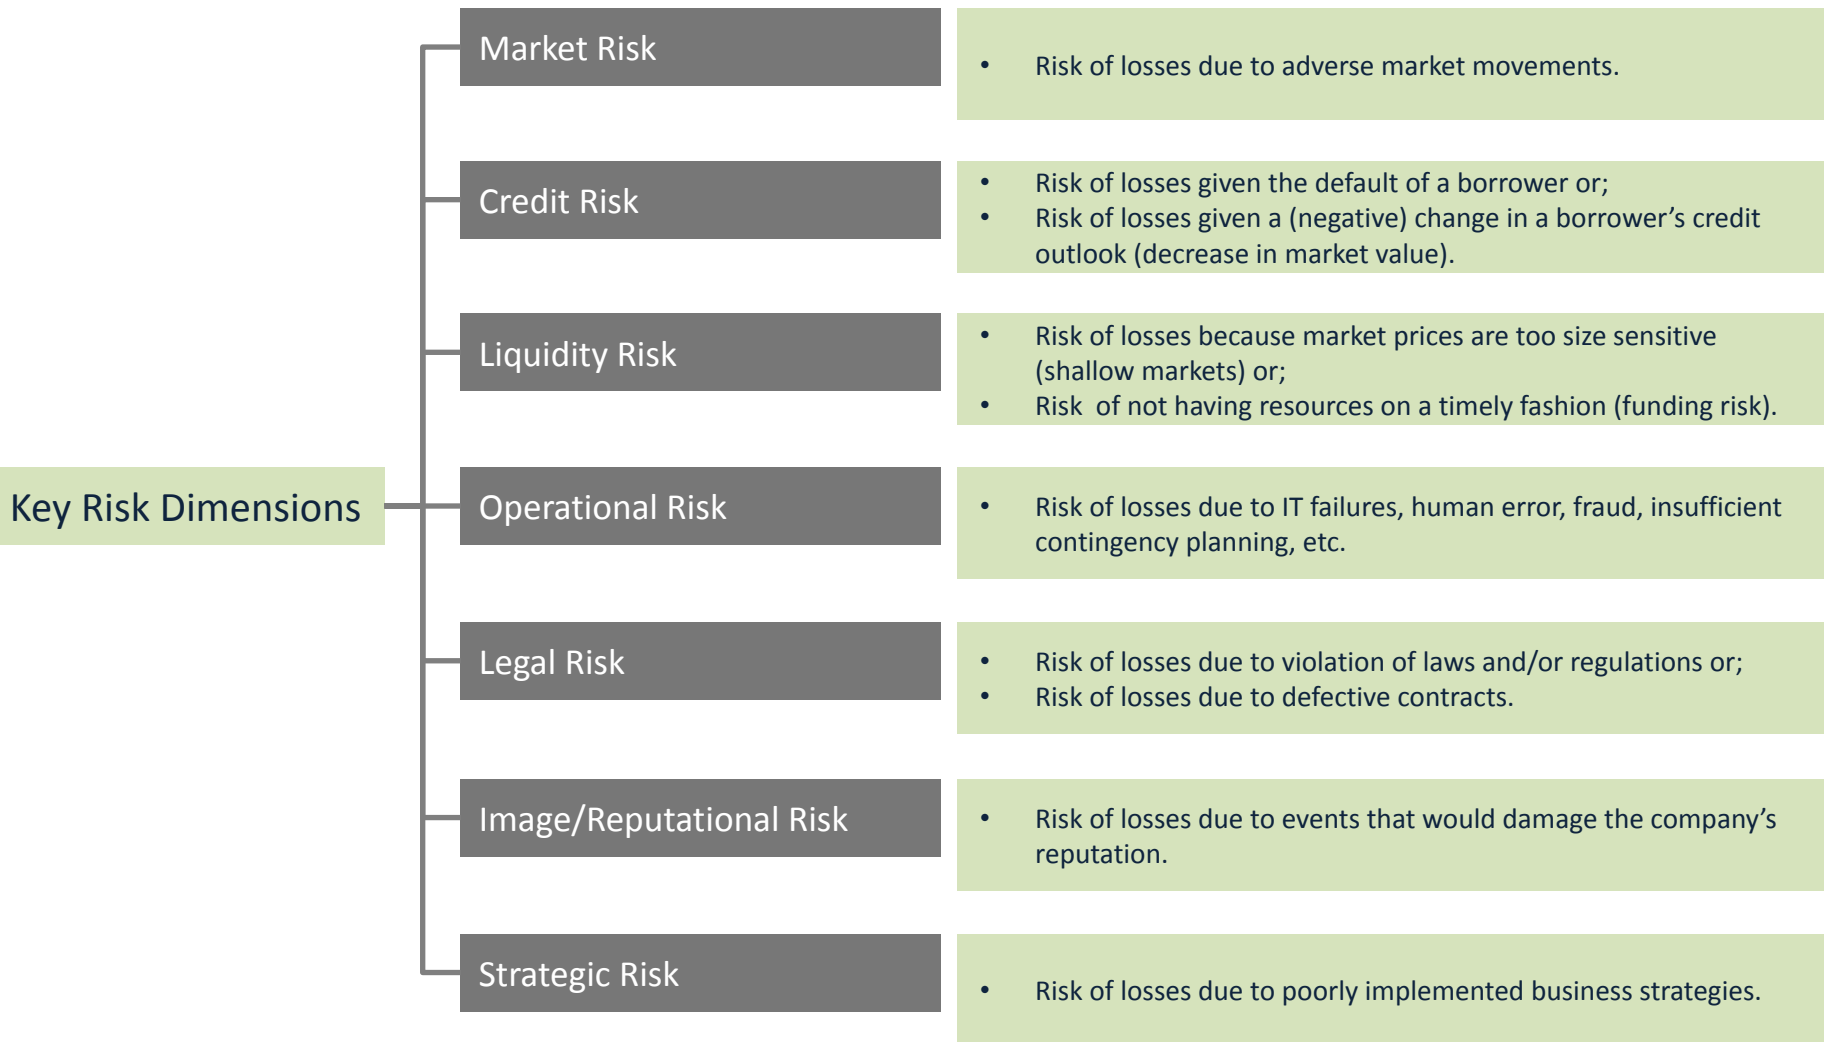 Key Risk Dimensions
Market Risk
• Risk of losses due to adverse market movements.
Credit Risk
• Risk of losses given the default of a borrower or;
• Risk of losses given a (negative) change in a borrower’s credit
outlook (decrease in market value).
Liquidity Risk
• Risk of losses because market prices are too size sensitive
(shallow markets) or;
• Risk  of not having resources on a timely fashion (funding risk).
Operational Risk
• Risk of losses due to IT failures, human error, fraud, insufficient
contingency planning, etc.
Legal Risk
• Risk of losses due to violation of laws and/or regulations or;
• Risk of losses due to defective contracts.
Image/Reputational Risk
• Risk of losses due to events that would damage the company’s
reputation.
Strategic Risk
• Risk of losses due to poorly implemented business strategies.